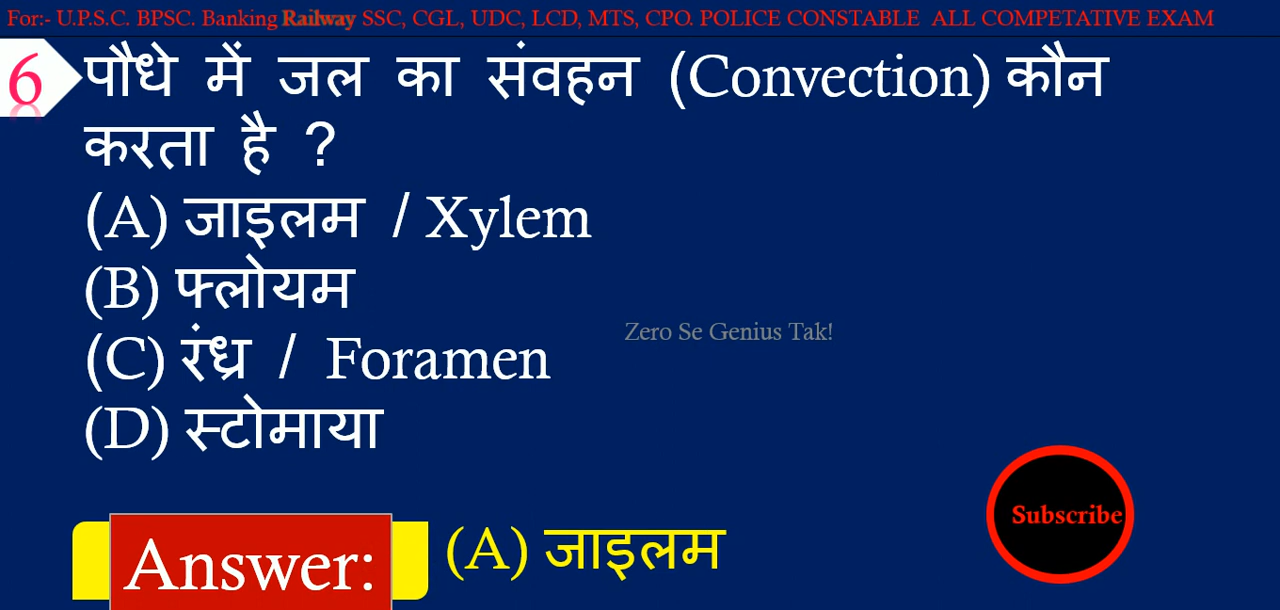 For:- U.P.S.C. BPSC. Banking Railway SSC, CGL, UDC, LCD, MTS, CPO. POLICE CONSTABLE ALL COMPETATIVE EXAM
6 पौधे में जल का संवहन (Convection) कौन
करता है ?
(A) जाइलम / Xylem
(B) फ्लोयम
(C) रंध्र / Foramen
Zero Se Genius Tak!
(D) स्टोमाया
Subscribe
Answer: (A) जाइलम